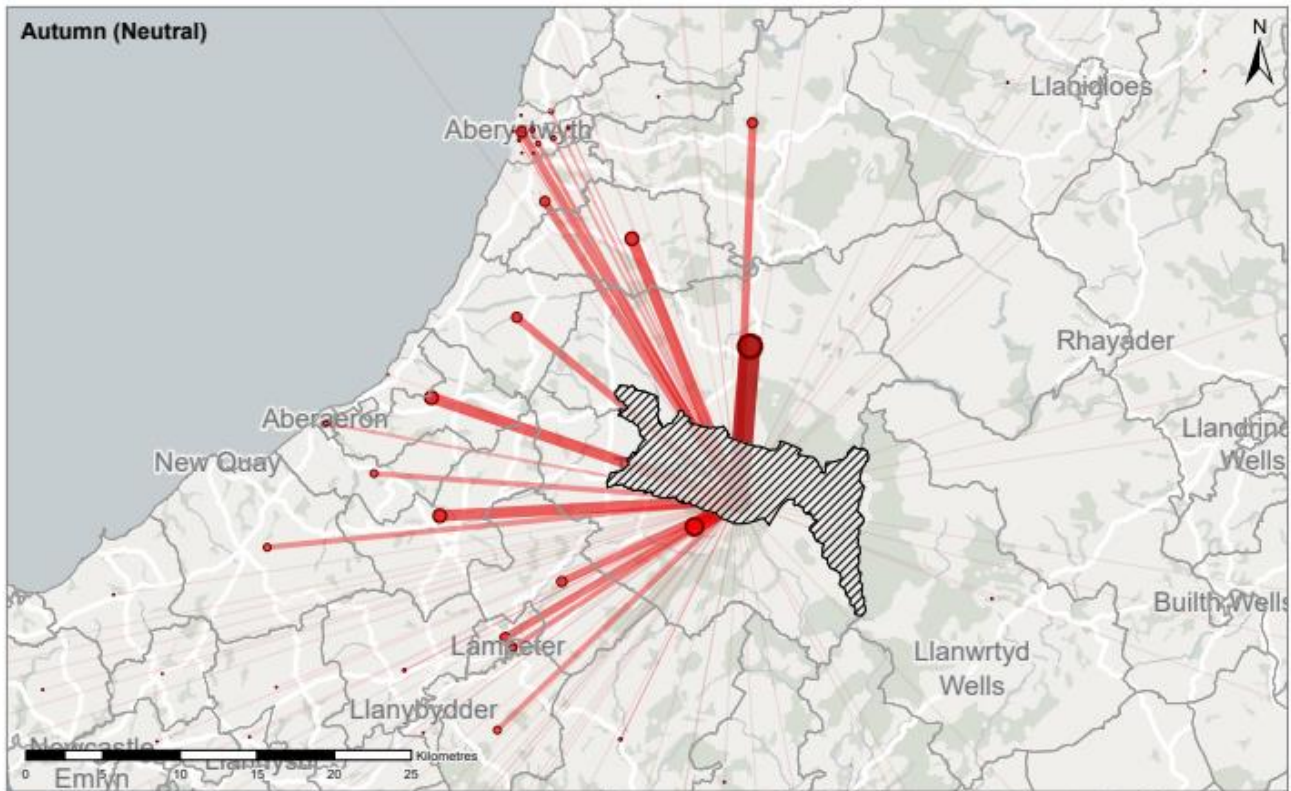 Autumn (Neutral)
N
Llanidloes
Aberystwyth
Rhayader
Aberaeron
Llandrind
Wells
New Quay
Builth Wells
Lampeter
Llanwrtyd
Wells
Llanybydder
Newcastle
Emlyn
Kilometres
0 5 10 15 20 25